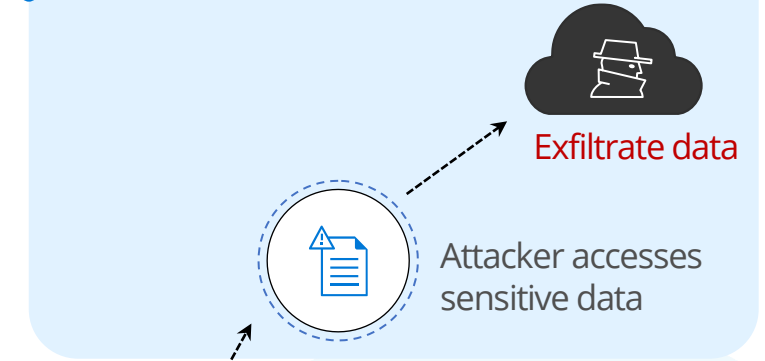 Exfiltrate data
Attacker accesses
sensitive data